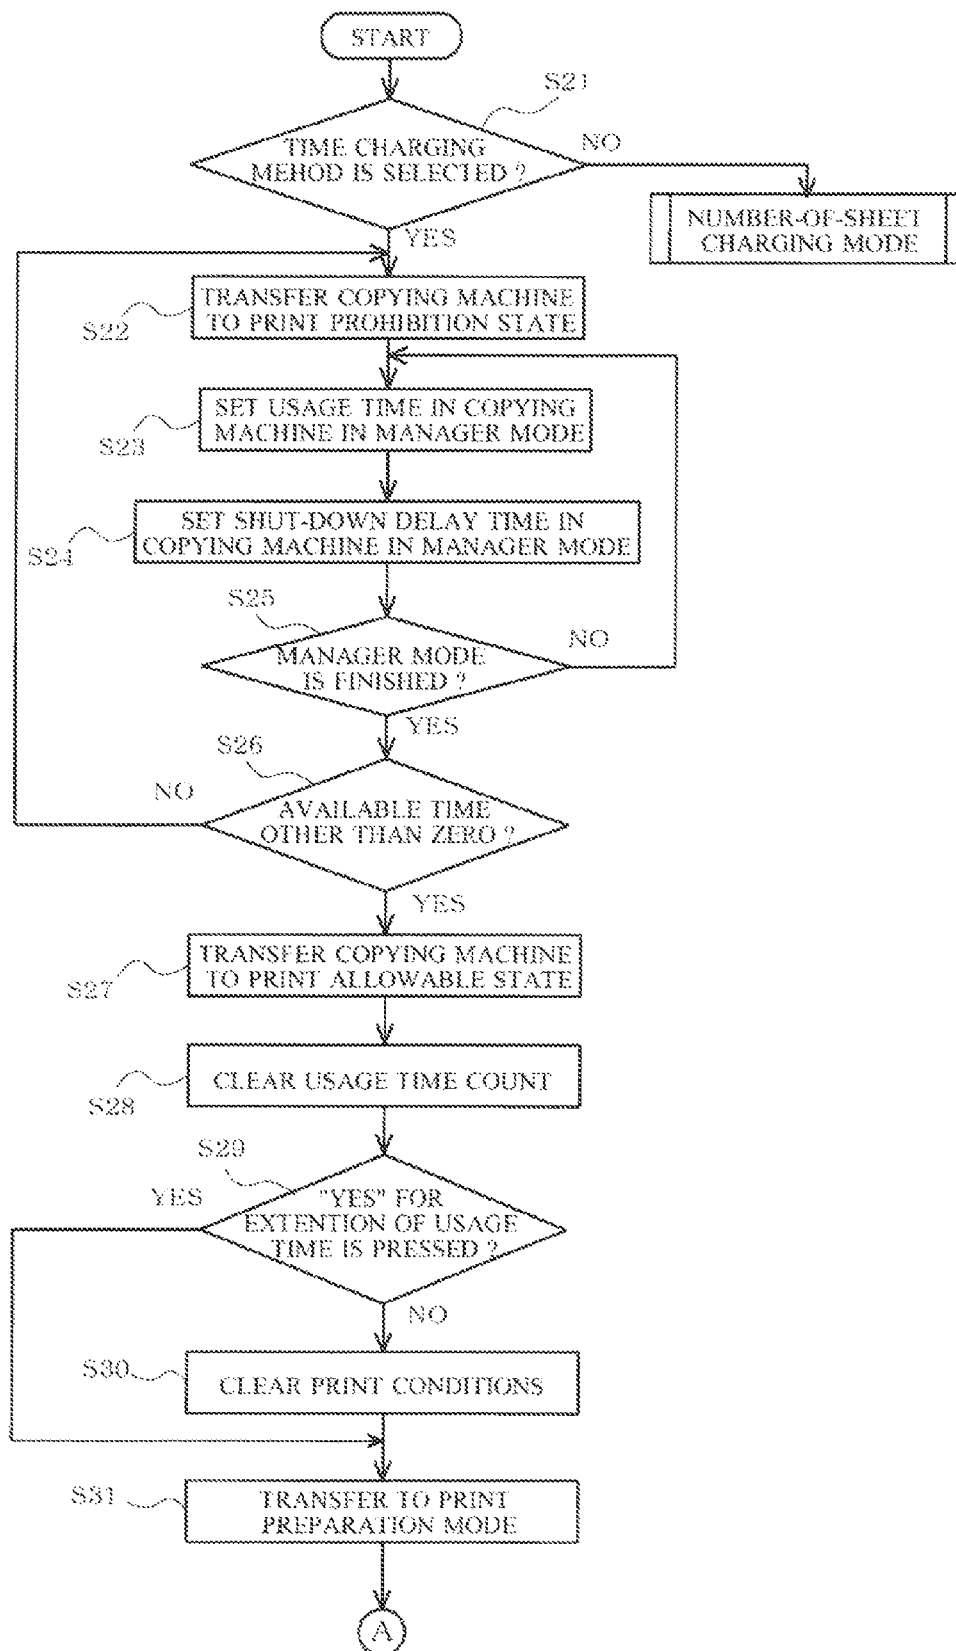 START
S21
TIME CHARGING
MEHOD IS SELECTED ?
NO
NUMBER-OF-SHEET
CHARGING MODE
YES
TRANSFER COPYING MACHINE
TO PRINT PROHIBITION STATE
S22
SET USAGE TIME IN COPYING
MACHINE IN MANAGER MODE
S23
SET SHUT-DOWN DELAY TIME IN
COPYING MACHINE IN MANAGER MODE
S24
S25
NO
MANAGER MODE
IS FINISHED ?
YES
S26
NO
AVAILABLE TIME
OTHER THAN ZERO ?
YES
TRANSFER COPYING MACHINE
TO PRINT ALLOWABLE STATE
S27
CLEAR USAGE TIME COUNT
S28
S29
YES
"YES" FOR
EXTENTION OF USAGE
TIME IS PRESSED ?
NO
S30
CLEAR PRINT CONDITIONS
S31
TRANSFER TO PRINT
PREPARATION MODE
A